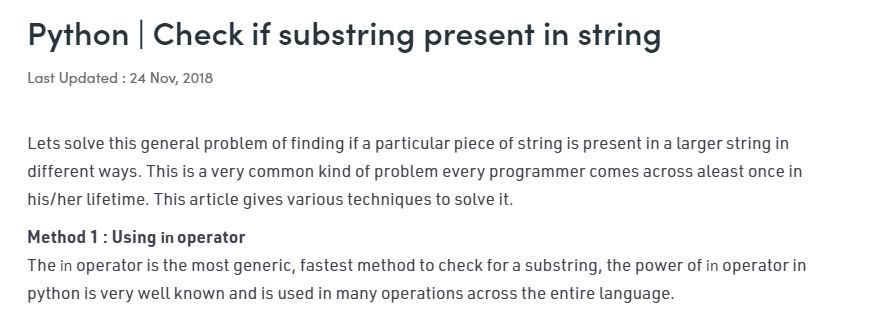 Python | Check if substring present in string
Last Updated : 24 Nov, 2018
Lets solve this general problem of finding if a particular piece of string is present in a larger string in
different ways. This is a very common kind of problem every programmer comes across aleast once in
his/her lifetime. This article gives various techniques to solve it.
Method 1 : Using in operator
The in operator is the most generic, fastest method to check for a substring, the power of in operator in
python is very well known and is used in many operations across the entire language.